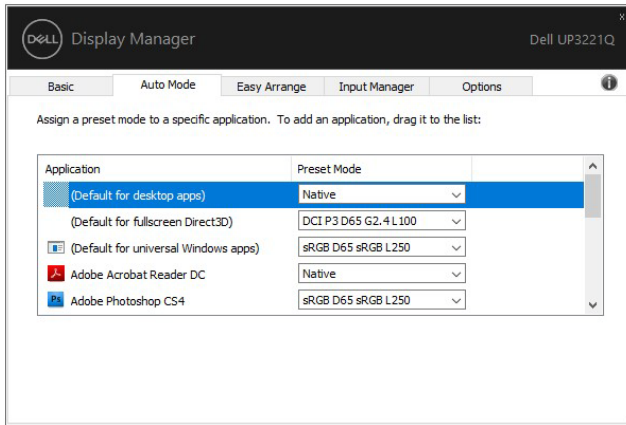 x
DELL Display Manager Dell UP3221Q
Basic Auto Mode Easy Arrange Input Manager Options i
Assign a preset mode to a specific application. To add an application, drag it to the list:
Application Preset Mode
(Default for desktop apps) Native
(Default for fullscreen Direct3D) DCI P3 D65 G2.4 L100
(Default for universal Windows apps) sRGB D65 sRGB L250
Adobe Acrobat Reader DC Native
Ps Adobe Photoshop CS4 sRGB D65 sRGB L250